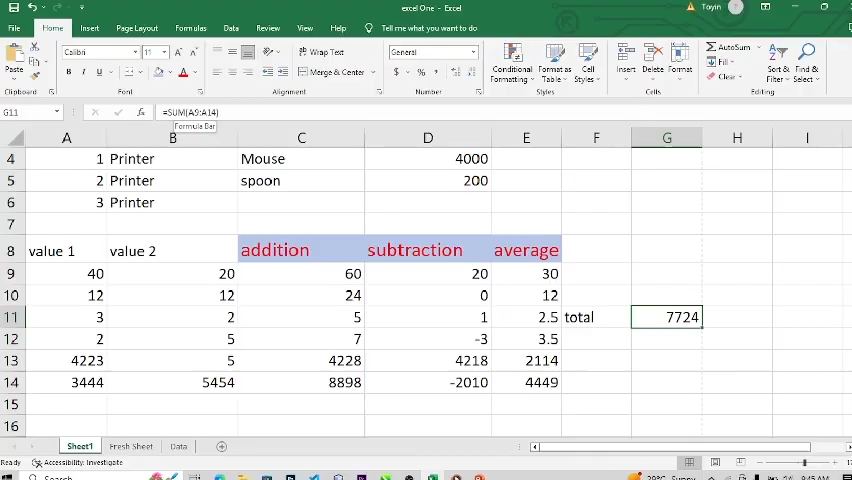 excel One - Excel
Toyin
File Home Insert Page Layout Formulas Data Review View Help Tell me what you want to do
Paste
Calibri 11
B I U A
Wrap Text
Merge & Center
General
$ % ,
Conditional Formatting
Format as Table
Cell Styles
Insert Delete Format
AutoSum
Fill
Clear
Sort & Filter
Find & Select
Clipboard Font Alignment Number Styles Cells Editing
G11 fx =SUM(A9:A14)
Formula Bar
A B C D E F G H I
4 1 Printer Mouse 4000
5 2 Printer spoon 200
6 3 Printer
7
8 value 1 value 2 addition subtraction average
9 40 20 60 20 30
10 12 12 24 0 12
11 3 2 5 1 2.5 total 7724
12 2 5 7 -3 3.5
13 4223 5 4228 4218 2114
14 3444 5454 8898 -2010 4449
15
16
Sheet1 Fresh Sheet Data
Ready Accessibility: Investigate
Search Sunny 9:45 AM